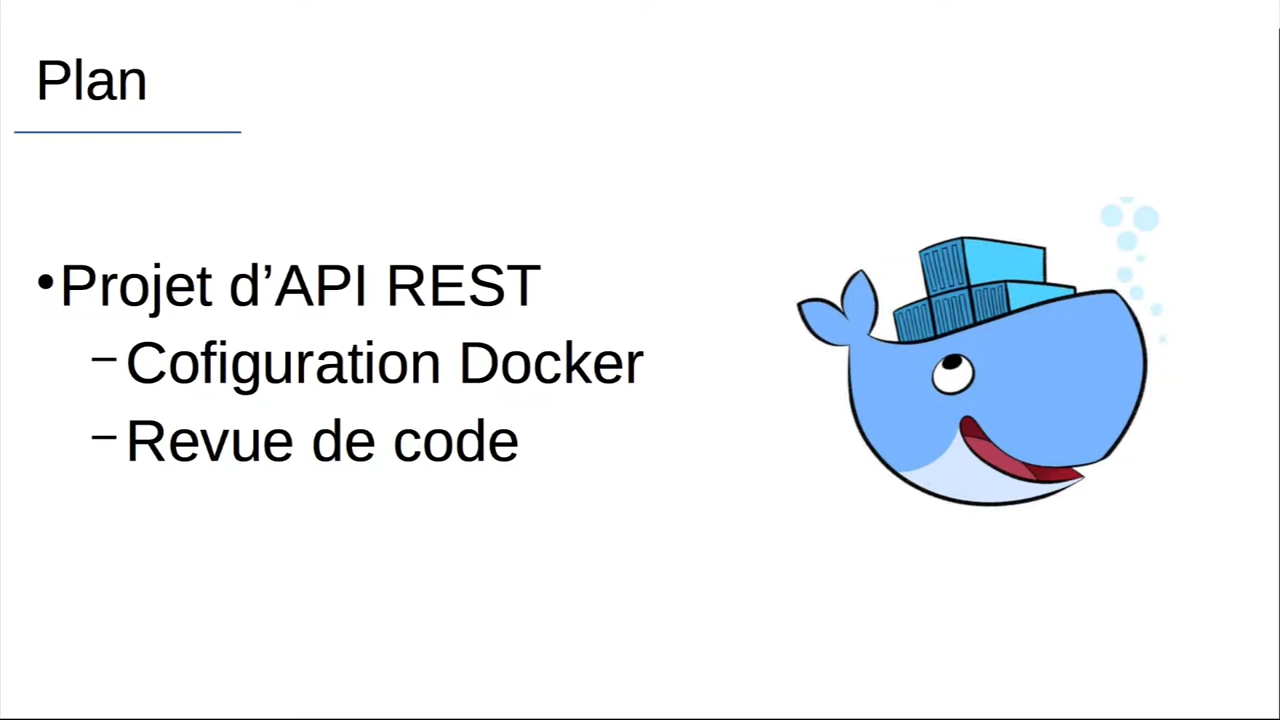 Plan
•Projet d’API REST
–Cofiguration Docker
–Revue de code